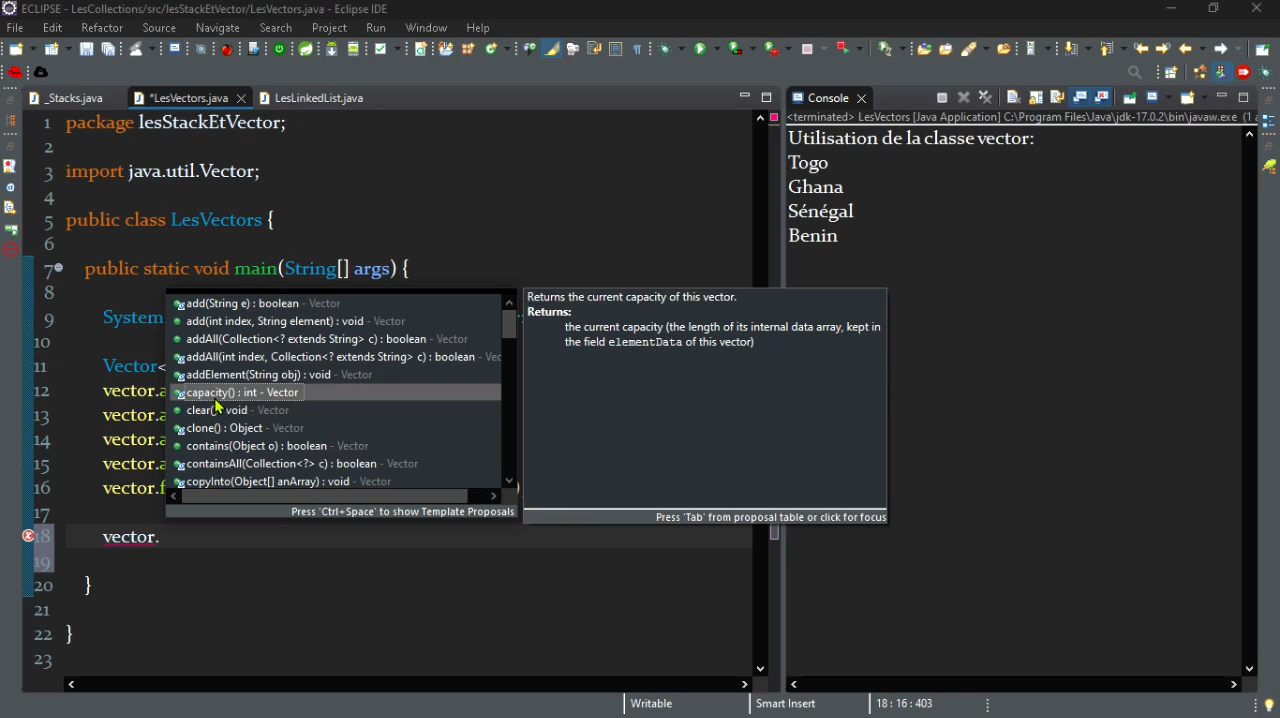 ECLIPSE - LesCollections/src/lesStackEtVector/LesVectors.java - Eclipse IDE
File Edit Refactor Source Navigate Search Project Run Window Help
_Stacks.java *LesVectors.java LesLinkedList.java
1 package lesStackEtVector;
2
3 import java.util.Vector;
4
5 public class LesVectors {
6
7 public static void main(String[] args) {
8
9 System
10
11 Vector<
12 vector.a
13 vector.a
14 vector.a
15 vector.a
16 vector.f
17
18 vector.
19
20 }
21
22 }
23
add(String e) : boolean - Vector
add(int index, String element) : void - Vector
addAll(Collection<? extends String> c) : boolean - Vector
addAll(int index, Collection<? extends String> c) : boolean - Vec
addElement(String obj) : void - Vector
capacity() : int - Vector
clear() : void - Vector
clone() : Object - Vector
contains(Object o) : boolean - Vector
containsAll(Collection<?> c) : boolean - Vector
copyInto(Object[] anArray) : void - Vector
Press 'Ctrl+Space' to show Template Proposals
Returns the current capacity of this vector.
Returns:
the current capacity (the length of its internal data array, kept in
the field elementData of this vector)
Press 'Tab' from proposal table or click for focus
Console
<terminated> LesVectors [Java Application] C:\Program Files\Java\jdk-17.0.2\bin\javaw.exe (1
Utilisation de la classe vector:
Togo
Ghana
Sénégal
Benin
Writable Smart Insert 18 : 16 : 403